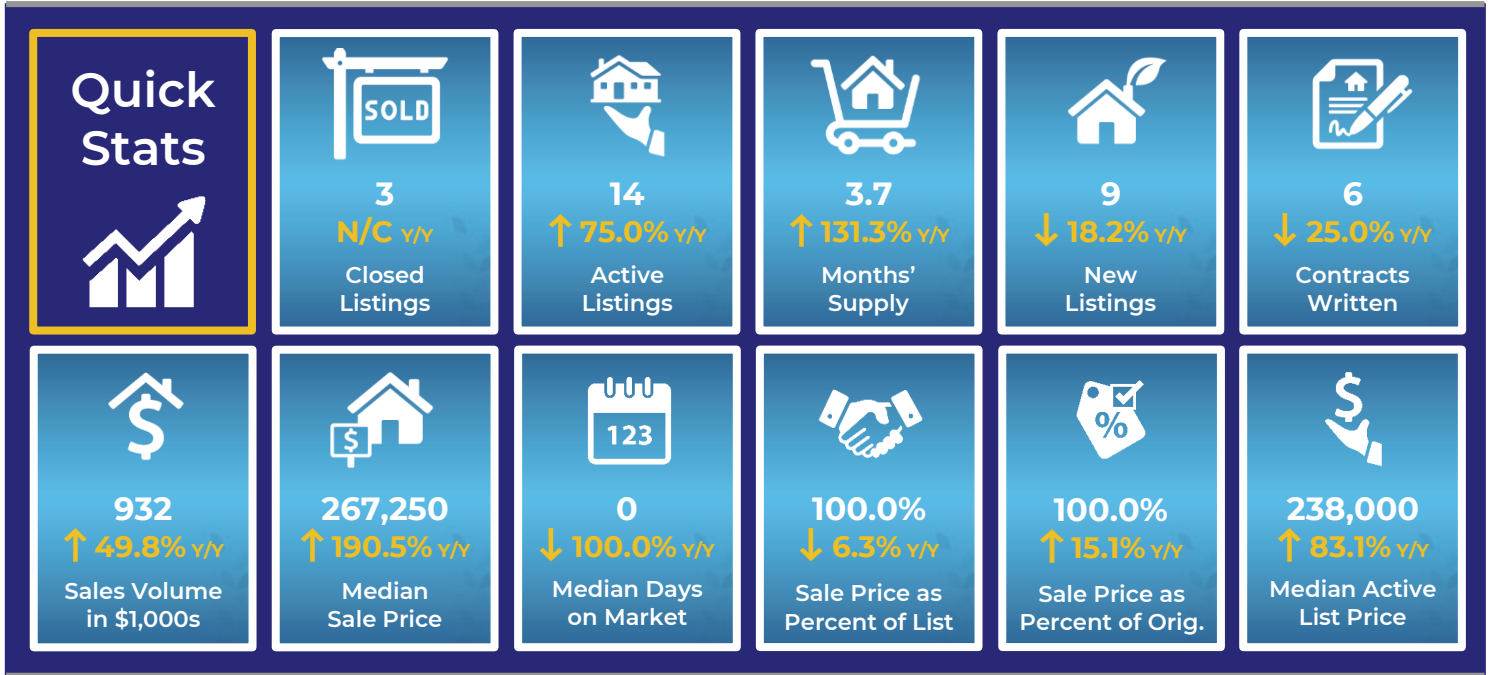 Quick
Stats
SOLD
3
N/C Y/Y
Closed
Listings
14
↑ 75.0% Y/Y
Active
Listings
3.7
↑ 131.3% Y/Y
Months’
Supply
9
↓ 18.2% Y/Y
New
Listings
6
↓ 25.0% Y/Y
Contracts
Written
$
932
↑ 49.8% Y/Y
Sales Volume
in $1,000s
$
267,250
↑ 190.5% Y/Y
Median
Sale Price
123
0
↓ 100.0% Y/Y
Median Days
on Market
100.0%
↓ 6.3% Y/Y
Sale Price as
Percent of List
%
100.0%
↑ 15.1% Y/Y
Sale Price as
Percent of Orig.
$
238,000
↑ 83.1% Y/Y
Median Active
List Price